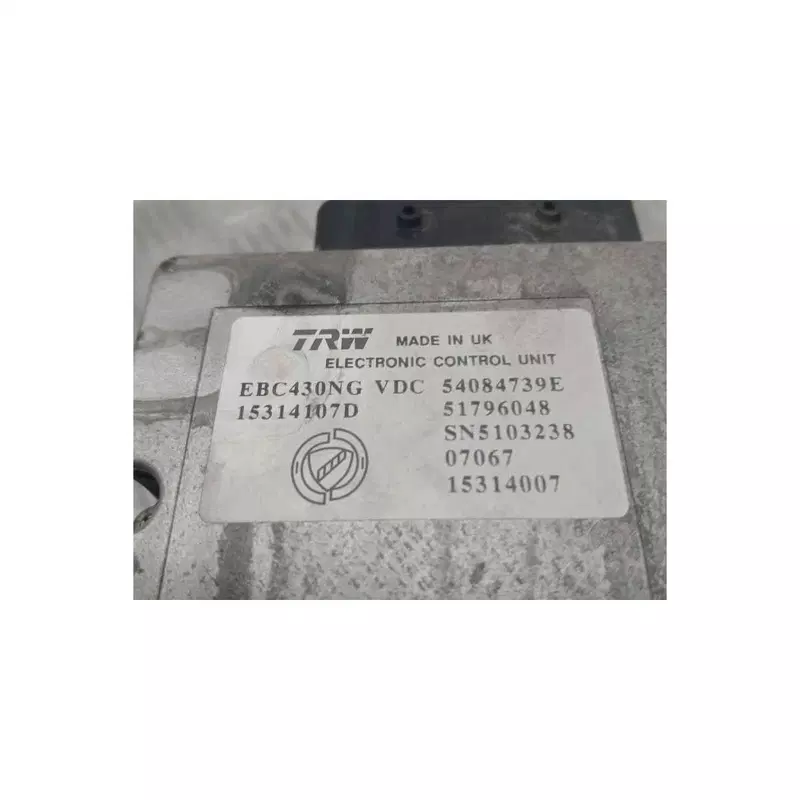 TRW MADE IN UK
ELECTRONIC CONTROL UNIT
EBC430NG VDC 54084739E
15314107D 51796048
SN5103238
07067
15314007